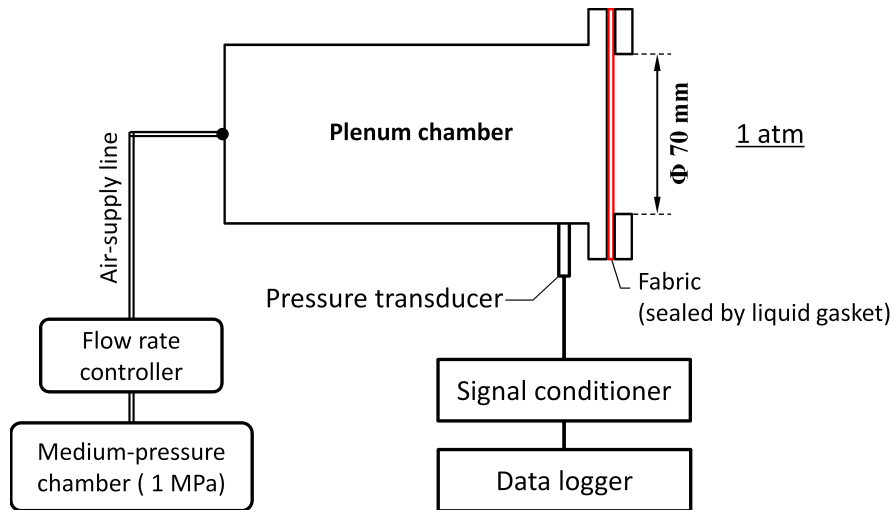 Plenum chamber
Φ 70 mm
1 atm
Air-supply line
Pressure transducer
Fabric
(sealed by liquid gasket)
Flow rate
controller
Signal conditioner
Medium-pressure
chamber ( 1 MPa)
Data logger